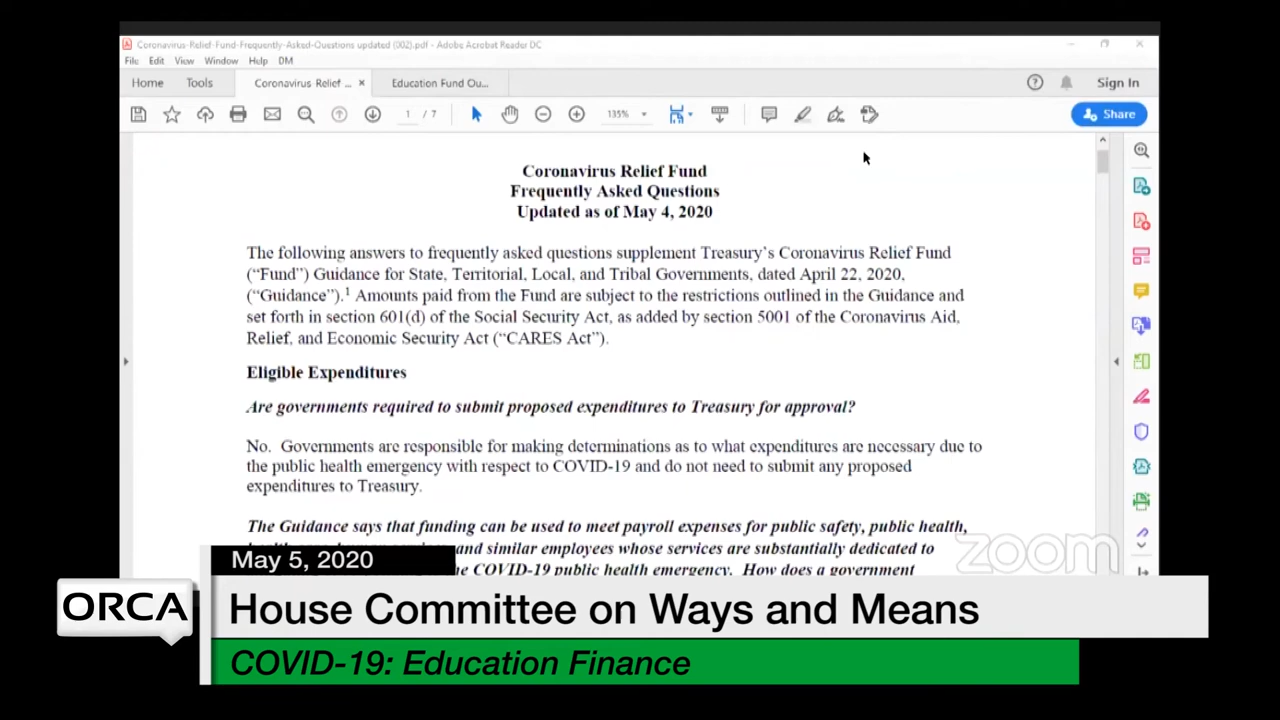 Coronavirus-Relief-Fund-Frequently-Asked-Questions updated (002).pdf - Adobe Acrobat Reader DC
File Edit View Window Help DM
Home Tools Coronavirus Relief ... × Education Fund Ou... Sign In
1 / 7 135% Share
Coronavirus Relief Fund
Frequently Asked Questions
Updated as of May 4, 2020
The following answers to frequently asked questions supplement Treasury's Coronavirus Relief Fund
("Fund") Guidance for State, Territorial, Local, and Tribal Governments, dated April 22, 2020,
("Guidance").1 Amounts paid from the Fund are subject to the restrictions outlined in the Guidance and
set forth in section 601(d) of the Social Security Act, as added by section 5001 of the Coronavirus Aid,
Relief, and Economic Security Act ("CARES Act").
Eligible Expenditures
Are governments required to submit proposed expenditures to Treasury for approval?
No. Governments are responsible for making determinations as to what expenditures are necessary due to
the public health emergency with respect to COVID-19 and do not need to submit any proposed
expenditures to Treasury.
The Guidance says that funding can be used to meet payroll expenses for public safety, public health,
and similar employees whose services are substantially dedicated to
COVID-19 public health emergency. How does a government
zoom
May 5, 2020
ORCA
House Committee on Ways and Means
COVID-19: Education Finance